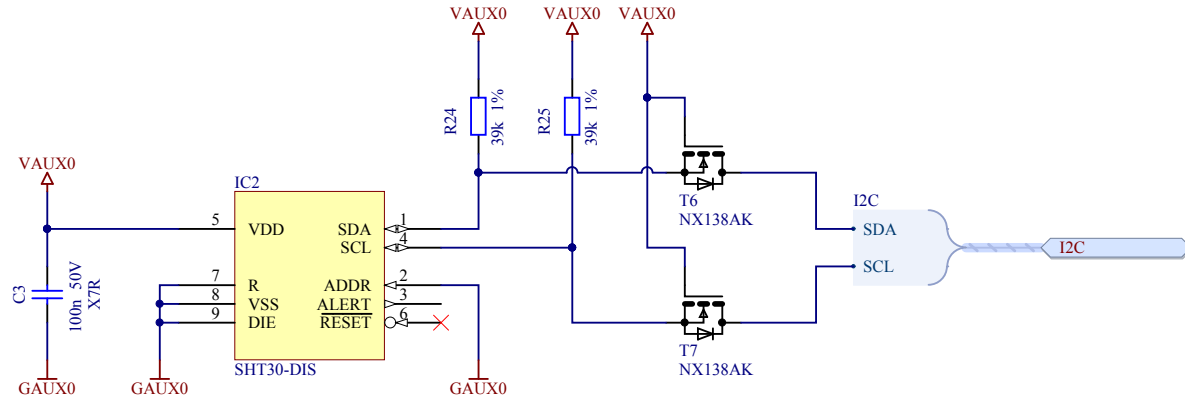 VAUX0
VAUX0
VAUX0
R24
39k 1%
R25
39k 1%
VAUX0
IC2
T6
NX138AK
I2C
5
VDD
SDA
1
SCL
4
SDA
I2C
SCL
C3
100n 50V
X7R
7
R
ADDR
2
8
VSS
ALERT
3
9
DIE
RESET
6
T7
NX138AK
SHT30-DIS
GAUX0
GAUX0
GAUX0